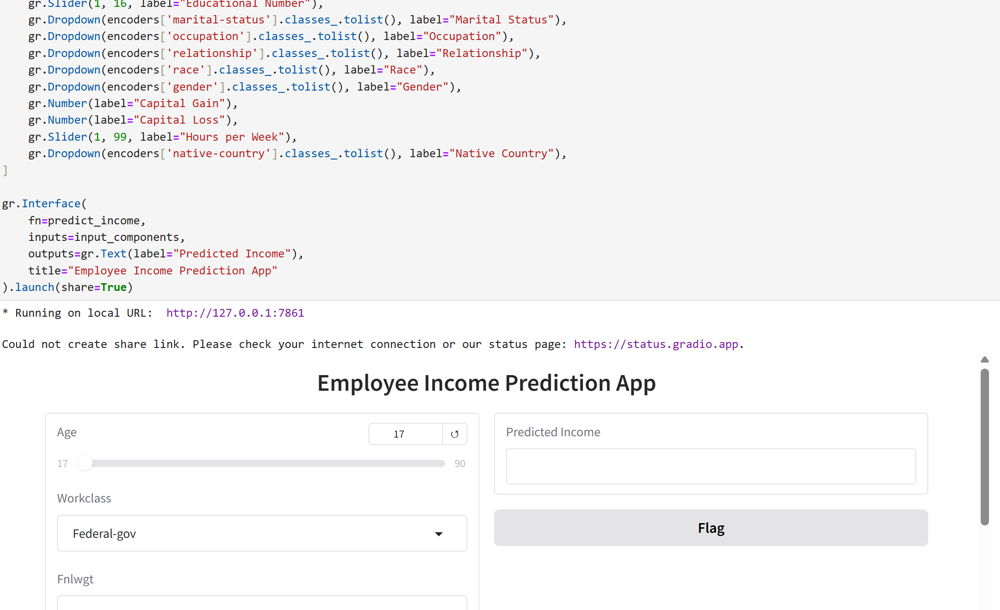 gr.Slider(1, 16, label="Educational Number"),
gr.Dropdown(encoders['marital-status'].classes_.tolist(), label="Marital Status"),
gr.Dropdown(encoders['occupation'].classes_.tolist(), label="Occupation"),
gr.Dropdown(encoders['relationship'].classes_.tolist(), label="Relationship"),
gr.Dropdown(encoders['race'].classes_.tolist(), label="Race"),
gr.Dropdown(encoders['gender'].classes_.tolist(), label="Gender"),
gr.Number(label="Capital Gain"),
gr.Number(label="Capital Loss"),
gr.Slider(1, 99, label="Hours per Week"),
gr.Dropdown(encoders['native-country'].classes_.tolist(), label="Native Country"),
]
gr.Interface(
fn=predict_income,
inputs=input_components,
outputs=gr.Text(label="Predicted Income"),
title="Employee Income Prediction App"
).launch(share=True)
* Running on local URL:  http://127.0.0.1:7861
Could not create share link. Please check your internet connection or our status page: https://status.gradio.app.
Employee Income Prediction App
Age
17
17
90
Workclass
Federal-gov
Fnlwgt
Predicted Income
Flag